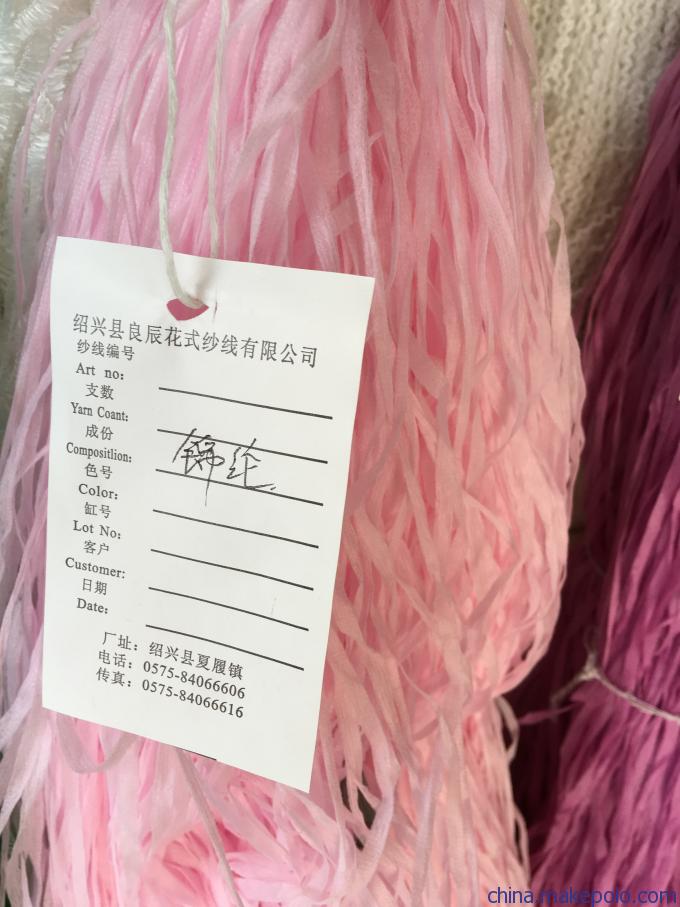 绍兴县良辰花式纱线有限公司
纱线编号
Art no:
支数
Yarn Coant:
成份
锦纶
Compositlion:
色号
Color:
缸号
Lot No:
客户
Customer:
日期
Date:
厂址：绍兴县夏履镇
电话：0575-84066606
传真：0575-84066616
china.makepolo.com